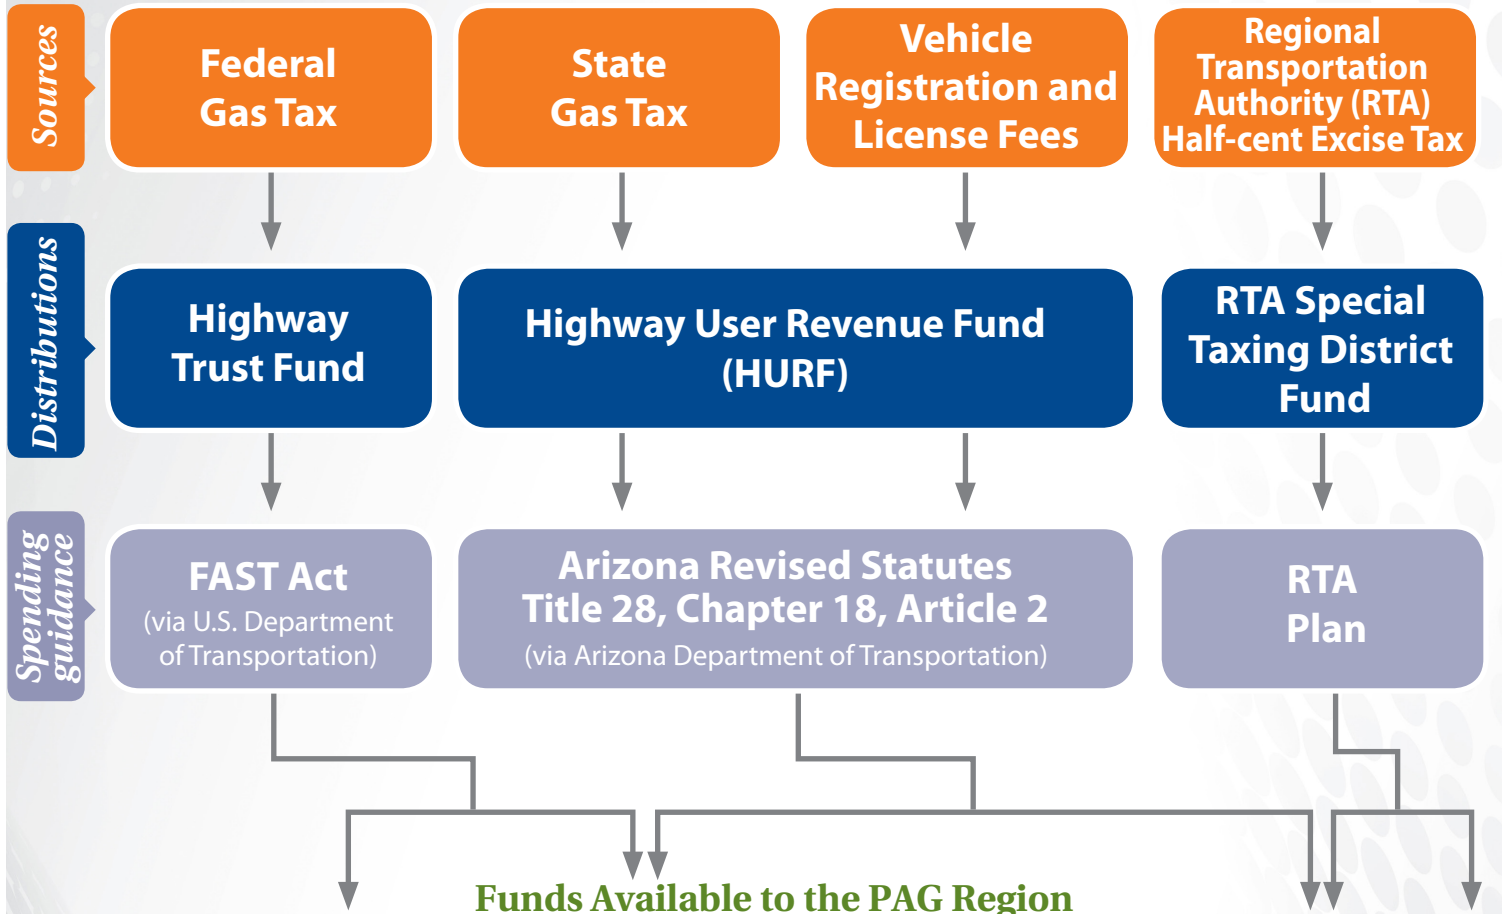 Sources
Federal
Gas Tax
State
Gas Tax
Vehicle
Registration and
License Fees
Regional
Transportation
Authority (RTA)
Half-cent Excise Tax
Distributions
Highway
Trust Fund
Highway User Revenue Fund
(HURF)
RTA Special
Taxing District
Fund
Spending
guidance
FAST Act
(via U.S. Department
of Transportation)
Arizona Revised Statutes
Title 28, Chapter 18, Article 2
(via Arizona Department of Transportation)
RTA
Plan
Funds Available to the PAG Region